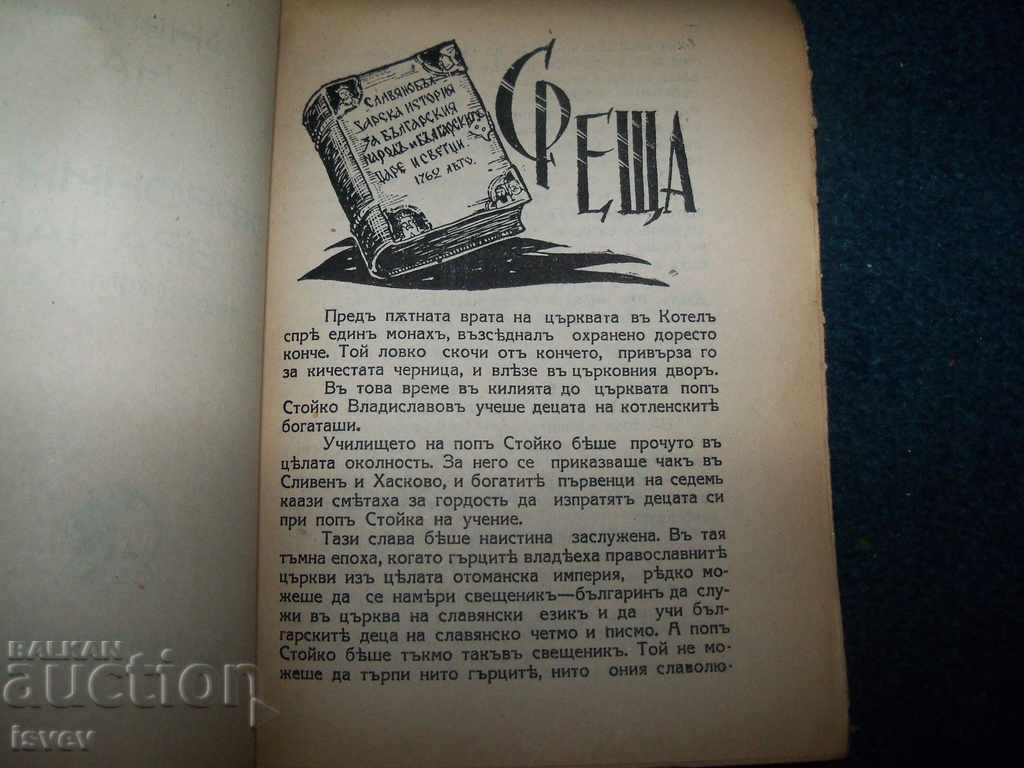 СЛАВЯНОБЪЛ
ГАРСКА ИСТОРИЯ
ЗА БЪЛГАРСКИЯ
НАРОДЪ И БЪЛГАРСКИТѢ
ЦАРЕ И СВЕТЦИ.
1762 ЛѢТО.
СРЕЩА
Предъ пѫтната врата на църквата въ Котелъ
спрѣ единъ монахъ, възсѣдналъ охранено доресто
конче. Той ловко скочи отъ кончето, привърза го
за кичестата черница, и влѣзе въ църковния дворъ.
Въ това време въ килията до църквата попъ
Стойко Владиславовъ учеше децата на котленскитѣ
богаташи.
Училището на попъ Стойко бѣше прочуто въ
цѣлата околность. За него се приказваше чакъ въ
Сливенъ и Хасково, и богатитѣ първенци на седемь
каази смѣтаха за гордость да изпратятъ децата си
при попъ Стойка на учение.
Тази слава бѣше наистина заслужена. Въ тая
тъмна епоха, когато гърцитѣ владѣеха православнитѣ
църкви изъ цѣлата отоманска империя, рѣдко мо-
жеше да се намѣри свещеникъ—българинъ да слу-
жи въ църква на славянски езикъ и да учи бъл-
гарскитѣ деца на славянско четмо и писмо. А попъ
Стойко бѣше тъкмо такъвъ свещеникъ. Той не мо-
жеше да търпи нито гърцитѣ, нито ония славолю-
BALKAN
auction
isvev